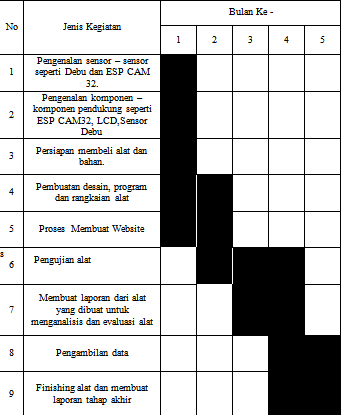 No
Jenis Kegiatan
Bulan Ke -
1 2 3 4 5
1
Pengenalan sensor – sensor
seperti Debu dan ESP CAM
32.
2
Pengenalan komponen –
komponen pendukung seperti
ESP CAM32, LCD,Sensor
Debu
3
Persiapan membeli alat dan
bahan.
4
Pembuatan desain, program
dan rangkaian alat
5
Proses Membuat Website
s
6
Pengujian alat
7
Membuat laporan dari alat
yang dibuat untuk
menganalisis dan evaluasi alat
8
Pengambilan data
9
Finishing alat dan membuat
laporan tahap akhir